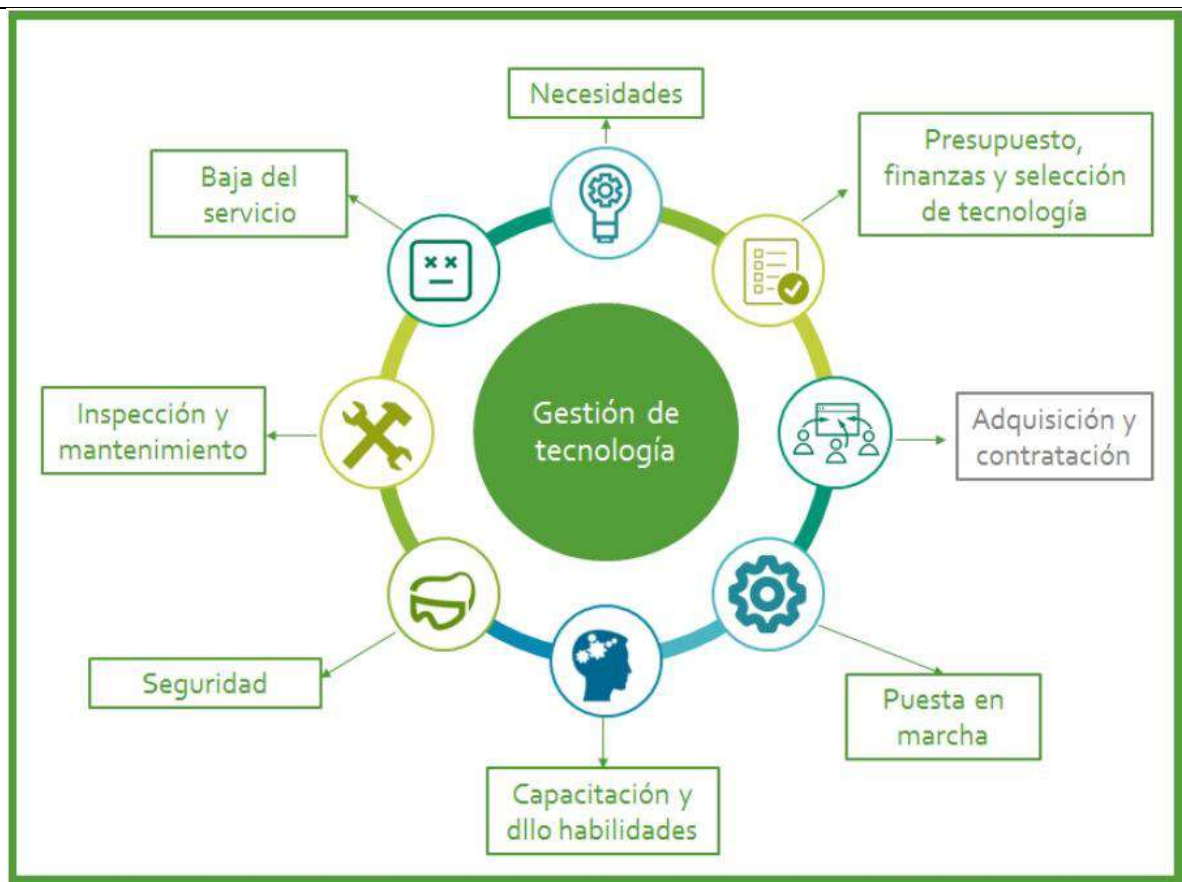 Necesidades
Presupuesto,
finanzas y selección
de tecnología
Baja del
servicio
Gestión de
tecnología
Adquisición y
contratación
Inspección y
mantenimiento
Seguridad
Puesta en
marcha
Capacitación y
dllo habilidades